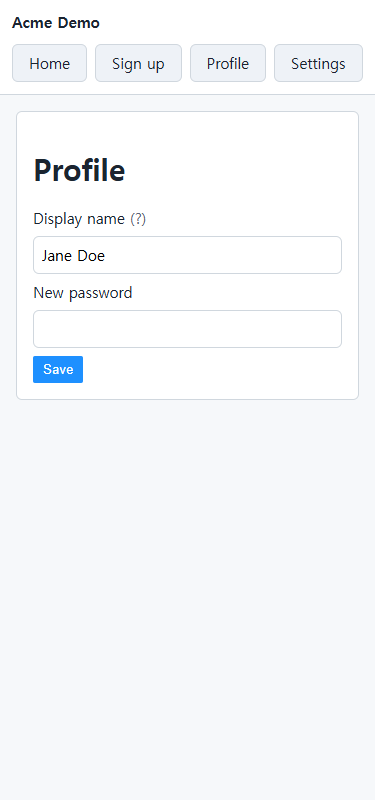 Acme Demo
Home Sign up Profile Settings
Profile
Display name (?)
Jane Doe
New password
Save